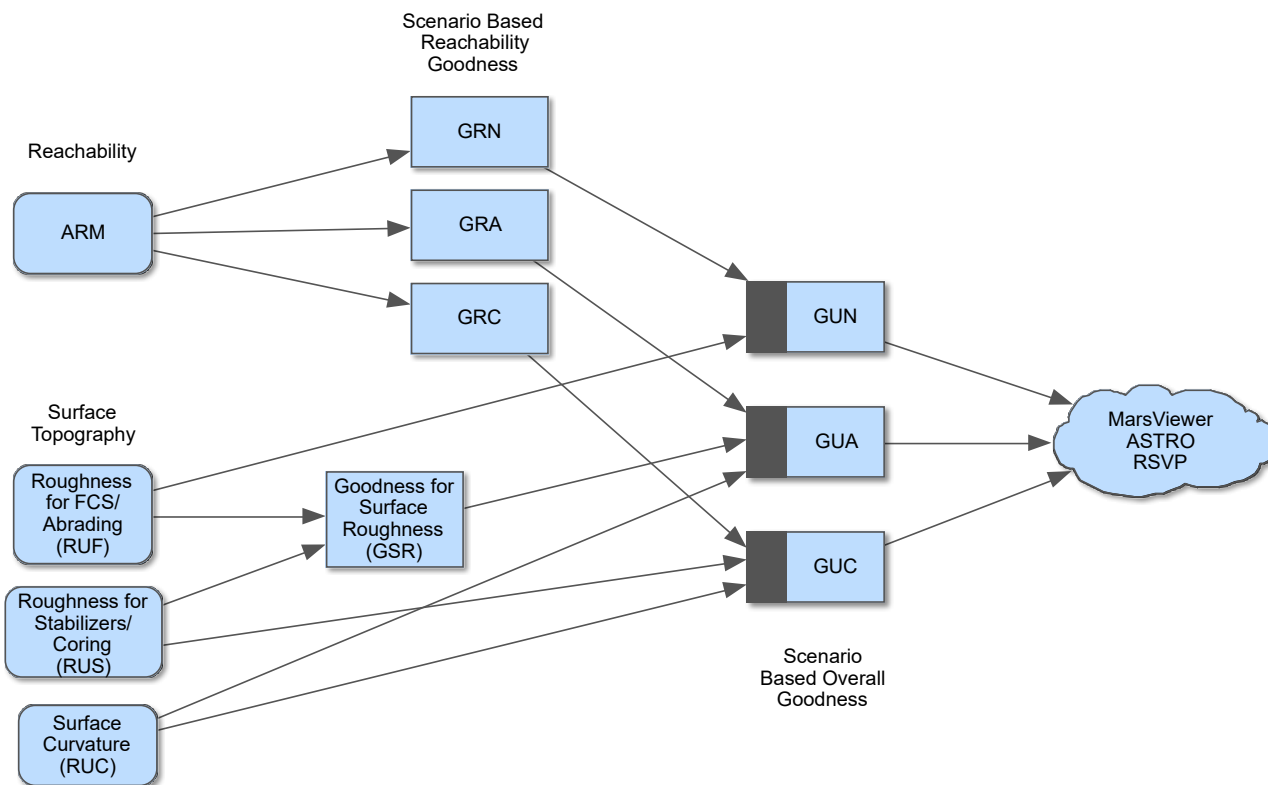 Scenario Based
Reachability
Goodness
GRN
Reachability
ARM
GRA
GRC
GUN
Surface
Topography
MarsViewer
ASTRO
RSVP
GUA
Roughness
for FCS/
Abrading
(RUF)
Goodness for
Surface
Roughness
(GSR)
GUC
Roughness for
Stabilizers/
Coring
(RUS)
Scenario
Based Overall
Goodness
Surface
Curvature
(RUC)